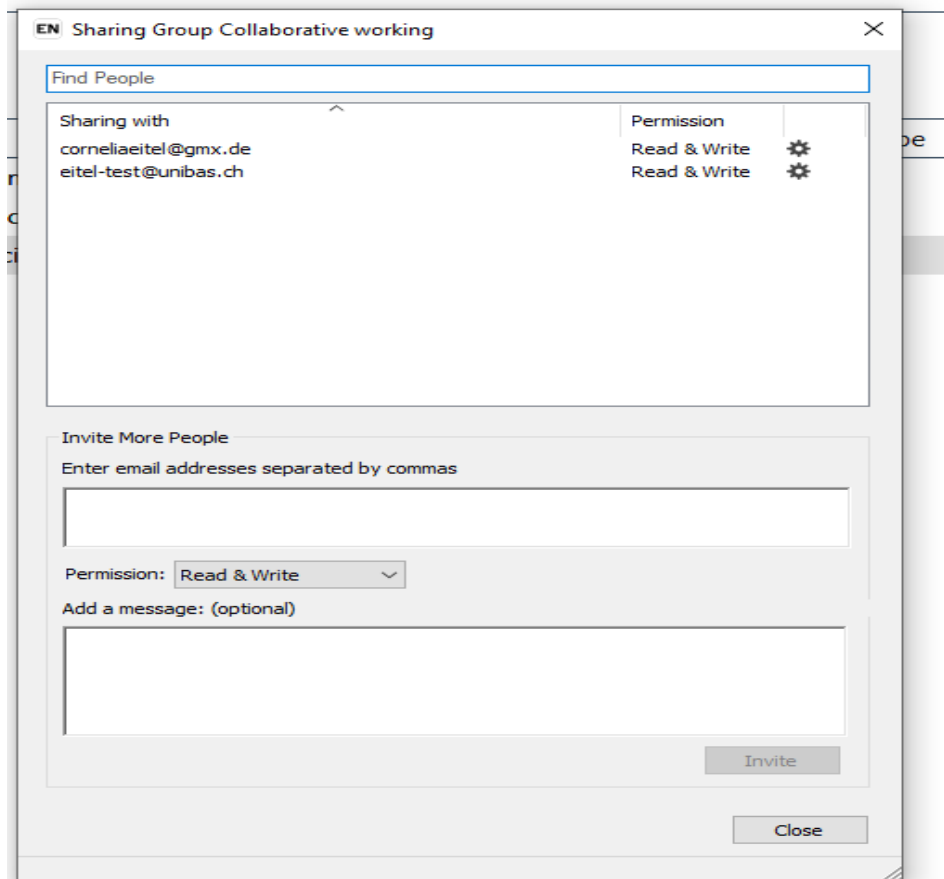 EN Sharing Group Collaborative working
Find People
Sharing with Permission
corneliaeitel@gmx.de Read & Write
eitel-test@unibas.ch Read & Write
Invite More People
Enter email addresses separated by commas
Permission: Read & Write
Add a message: (optional)
Invite
Close